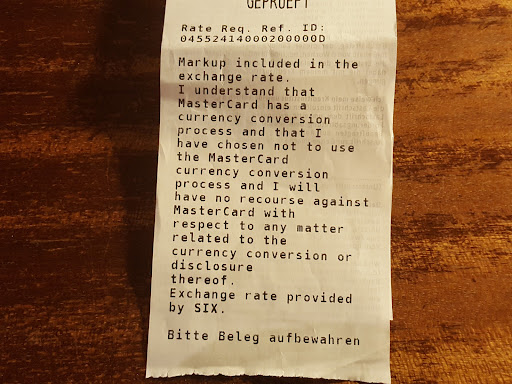 GEPRUEFT
Rate Req. Ref. ID:
04552414000200000D
Markup included in the
exchange rate.
I understand that
MasterCard has a
currency conversion
process and that I
have chosen not to use
the MasterCard
currency conversion
process and I will
have no recourse against
MasterCard with
respect to any matter
related to the
currency conversion or
disclosure
thereof.
Exchange rate provided
by SIX.
Bitte Beleg aufbewahren